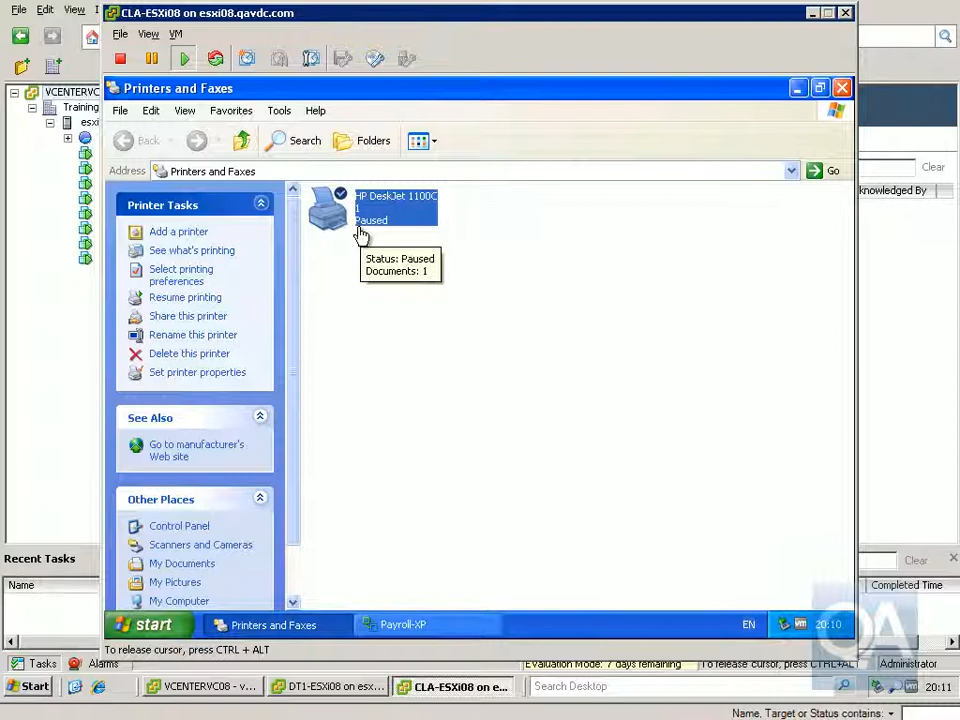 File Edit View I
CLA-ESXi08 on esxi08.qavdc.com
File View VM
Printers and Faxes
File Edit View Favorites Tools Help
Back Search Folders
Address Printers and Faxes Go
VCENTERVC
Training
esxi
Clear
knowledged By
Printer Tasks
Add a printer
See what's printing
Select printing
preferences
Resume printing
Share this printer
Rename this printer
Delete this printer
Set printer properties
HP DeskJet 1100C
1
Paused
Status: Paused
Documents: 1
See Also
Go to manufacturer's
Web site
Other Places
Control Panel
Scanners and Cameras
My Documents
My Pictures
My Computer
Recent Tasks
Clear
Name
Completed Time
start Printers and Faxes Payroll-XP EN 20:10
QA
To release cursor, press CTRL + ALT
Tasks Alarms Evaluation Mode: 7 days remaining To release cursor, press CTRL+ALT Administrator
Start VCENTERVC08 - v... DT1-ESXi08 on esx... CLA-ESXi08 on e... Search Desktop 20:11
Name, Target or Status contains: